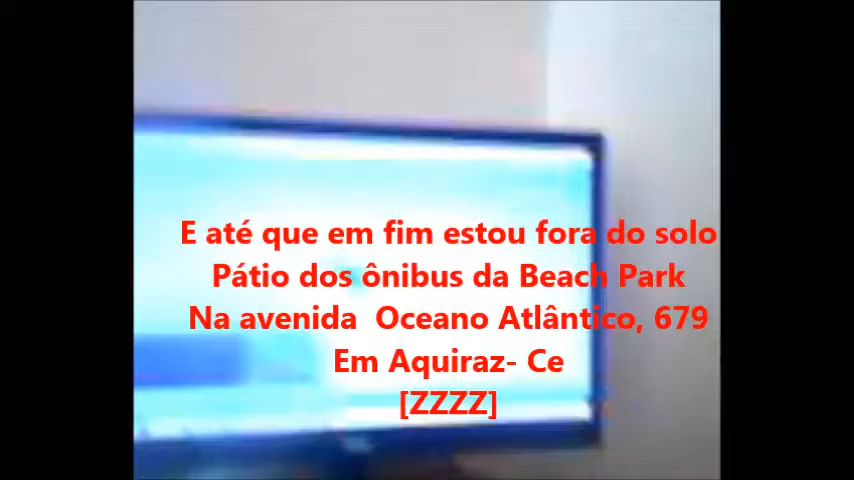 E até que em fim estou fora do solo
Pátio dos ônibus da Beach Park
Na avenida  Oceano Atlântico, 679
Em Aquiraz- Ce
[ZZZZ]